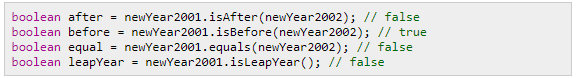 boolean after = newYear2001.isAfter(newYear2002); // false
boolean before = newYear2001.isBefore(newYear2002); // true
boolean equal = newYear2001.equals(newYear2002); // false
boolean leapYear = newYear2001.isLeapYear(); // false